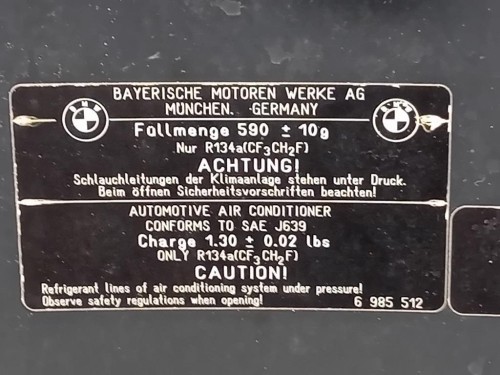 BAYERISCHE MOTOREN WERKE AG
MÜNCHEN. GERMANY
BMW
BMW
Füllmenge 590 ± 10g
Nur R134a(CF₃CH₂F)
ACHTUNG!
Schlauchleitungen der Klimaanlage stehen unter Druck.
Beim öffnen Sicherheitsvorschriften beachten!
AUTOMOTIVE AIR CONDITIONER
CONFORMS TO SAE J639
Charge 1.30 ± 0.02 lbs
ONLY R134a(CF₃CH₂F)
CAUTION!
Refrigerant lines of air conditioning system under pressure!
Observe safety regulations when opening!
6 985 512